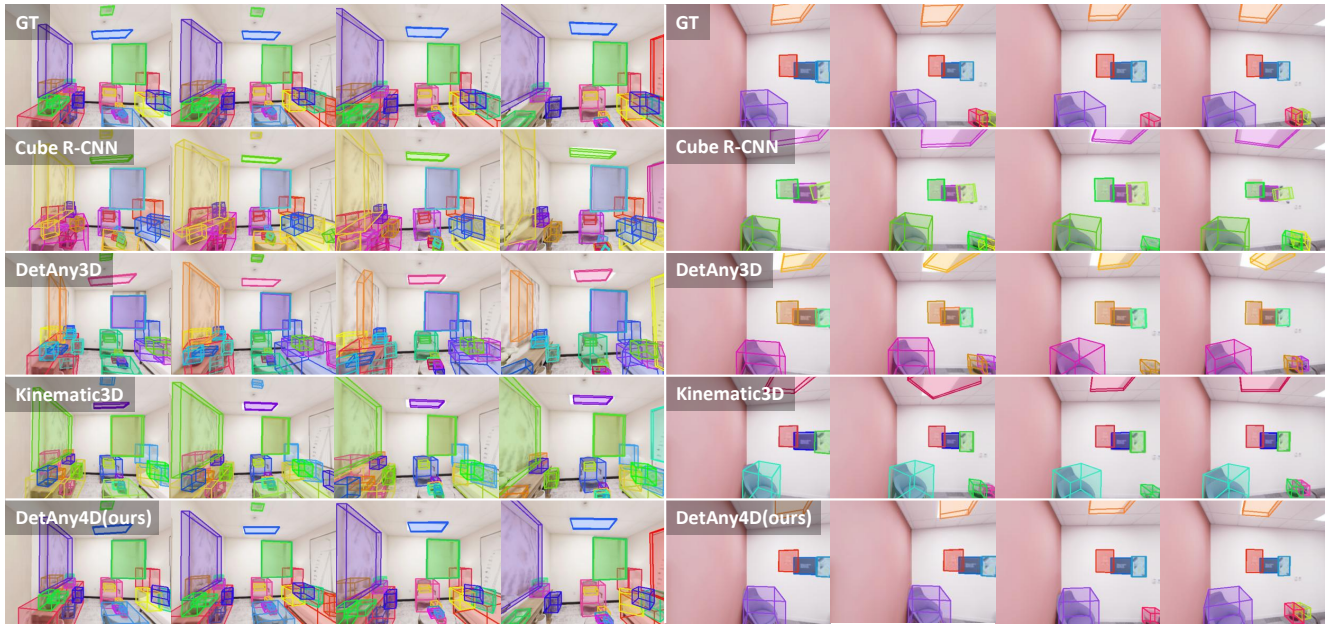 GT
GT
Cube R-CNN
Cube R-CNN
DetAny3D
DetAny3D
Kinematic3D
Kinematic3D
DetAny4D(ours)
DetAny4D(ours)